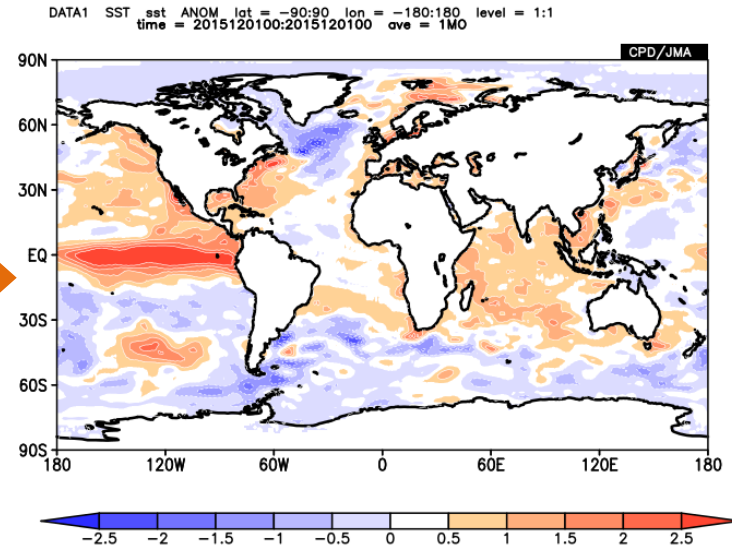 DATA1 SST sst ANOM lat = -90:90 lon = -180:180 level = 1:1
time = 2015120100:2015120100 ave = 1MO
CPD/JMA
90N
60N
30N
EQ
30S
60S
90S
180 120W 60W 0 60E 120E 180
-2.5 -2 -1.5 -1 -0.5 0 0.5 1 1.5 2 2.5